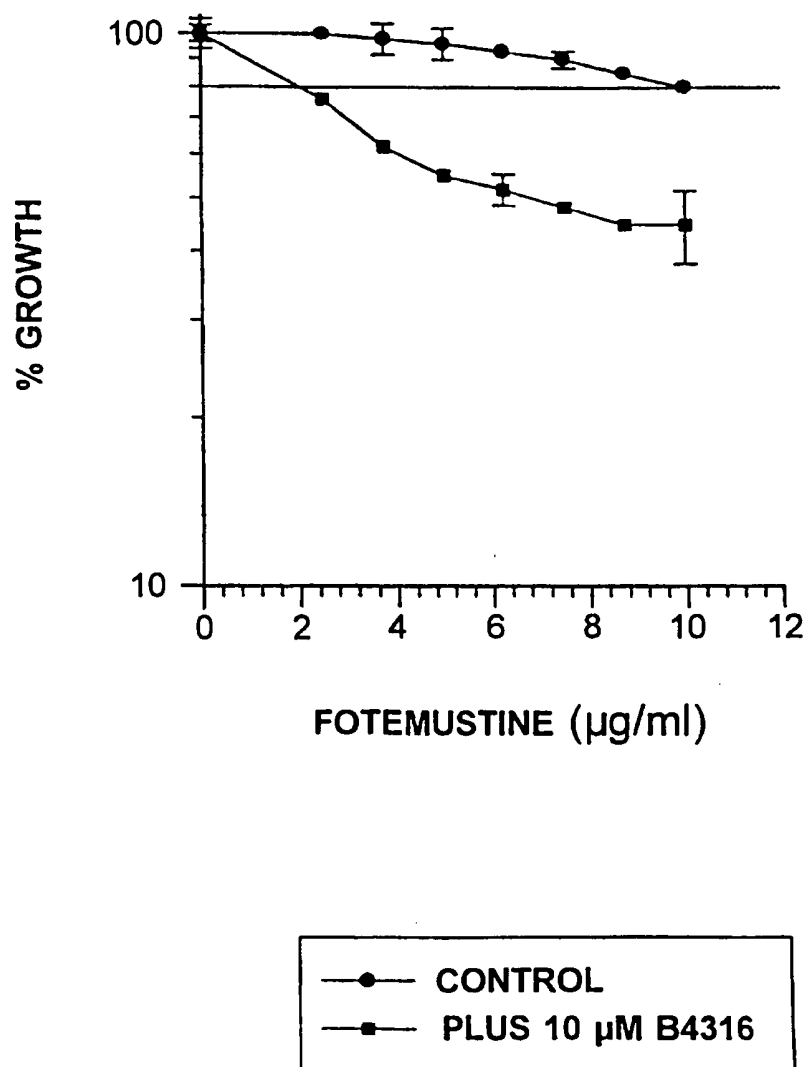 100
% GROWTH
10
0 2 4 6 8 10 12
FOTEMUSTINE (µg/ml)
CONTROL
PLUS 10 µM B4316